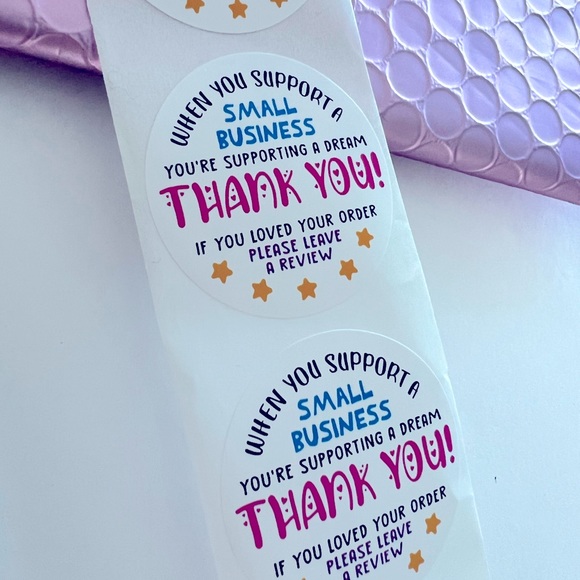 WHEN YOU SUPPORT A
SMALL
BUSINESS
YOU'RE SUPPORTING A DREAM
THANK YOU!
IF YOU LOVED YOUR ORDER
PLEASE LEAVE
A REVIEW
WHEN YOU SUPPORT A
SMALL
BUSINESS
YOU'RE SUPPORTING A DREAM
THANK YOU!
IF YOU LOVED YOUR ORDER
PLEASE LEAVE
A REVIEW